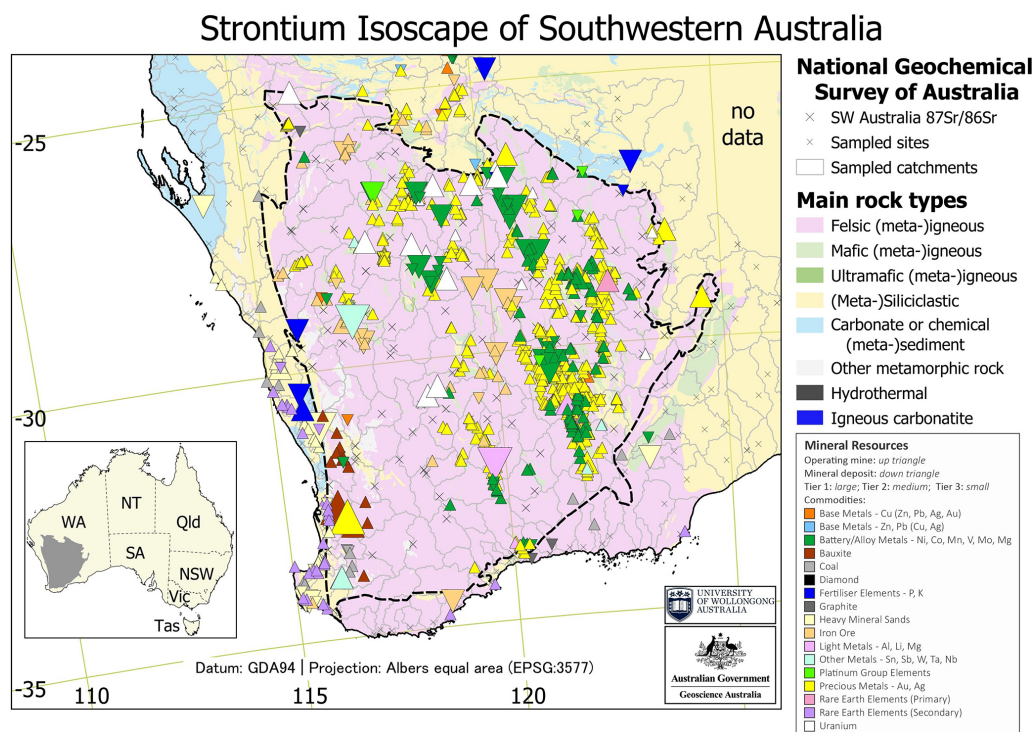 Strontium Isoscape of Southwestern Australia
no
data
-25
-30
-35
110
115
120
WA
NT
Qld
SA
NSW
Vic
Tas
Datum: GDA94 | Projection: Albers equal area (EPSG:3577)
UNIVERSITY
OF WOLLONGONG
AUSTRALIA
Australian Government
Geoscience Australia
National Geochemical
Survey of Australia
SW Australia 87Sr/86Sr
Sampled sites
Sampled catchments
Main rock types
Felsic (meta-)igneous
Mafic (meta-)igneous
Ultramafic (meta-)igneous
(Meta-)Siliciclastic
Carbonate or chemical
(meta-)sediment
Other metamorphic rock
Hydrothermal
Igneous carbonatite
Mineral Resources
Operating mine: up triangle
Mineral deposit: down triangle
Tier 1: large; Tier 2: medium; Tier 3: small
Commodities:
Base Metals - Cu (Zn, Pb, Ag, Au)
Base Metals - Zn, Pb (Cu, Ag)
Battery/Alloy Metals - Ni, Co, Mn, V, Mo, Mg
Bauxite
Coal
Diamond
Fertiliser Elements - P, K
Graphite
Heavy Mineral Sands
Iron Ore
Light Metals - Al, Li, Mg
Other Metals - Sn, Sb, W, Ta, Nb
Platinum Group Elements
Precious Metals - Au, Ag
Rare Earth Elements (Primary)
Rare Earth Elements (Secondary)
Uranium